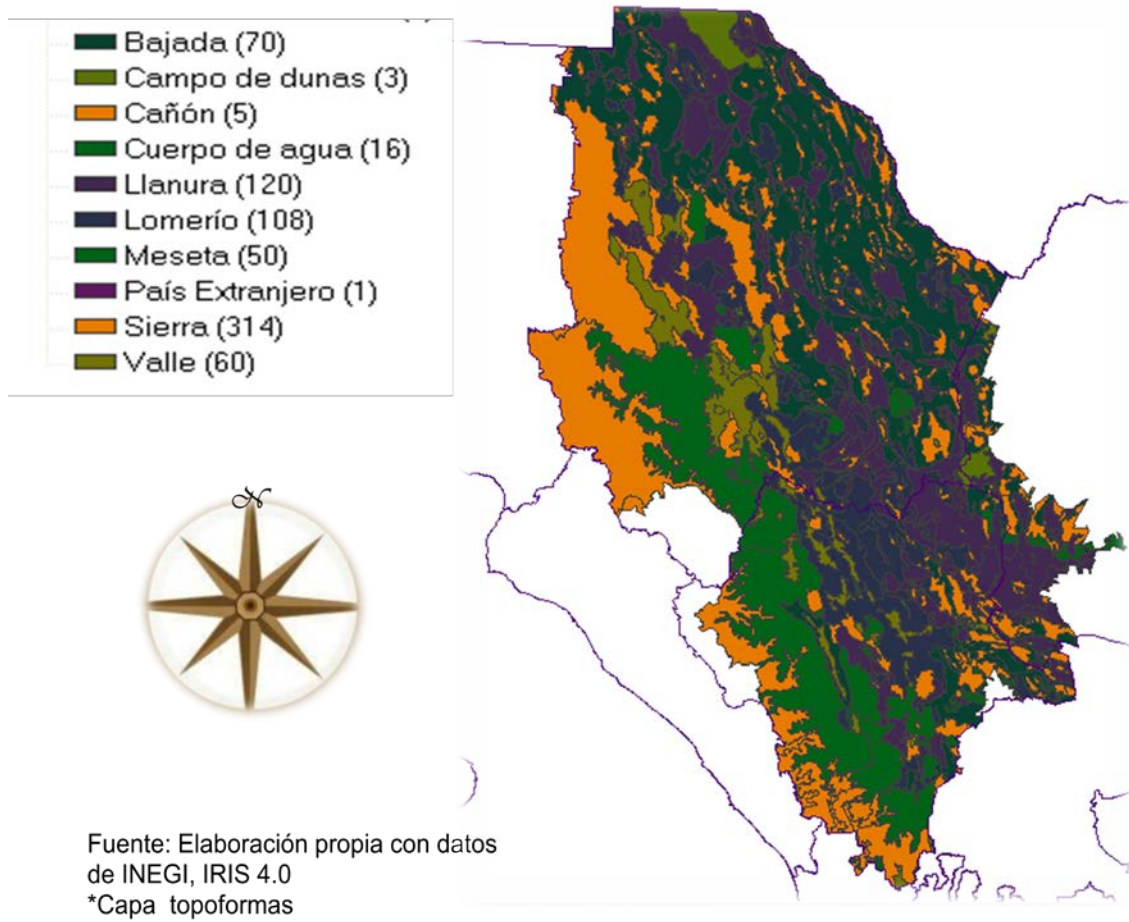 Bajada (70)
Campo de dunas (3)
Cañón (5)
Cuerpo de agua (16)
Llanura (120)
Lomerío (108)
Meseta (50)
País Extranjero (1)
Sierra (314)
Valle (60)
N
Fuente: Elaboración propia con datos
de INEGI, IRIS 4.0
*Capa topoformas